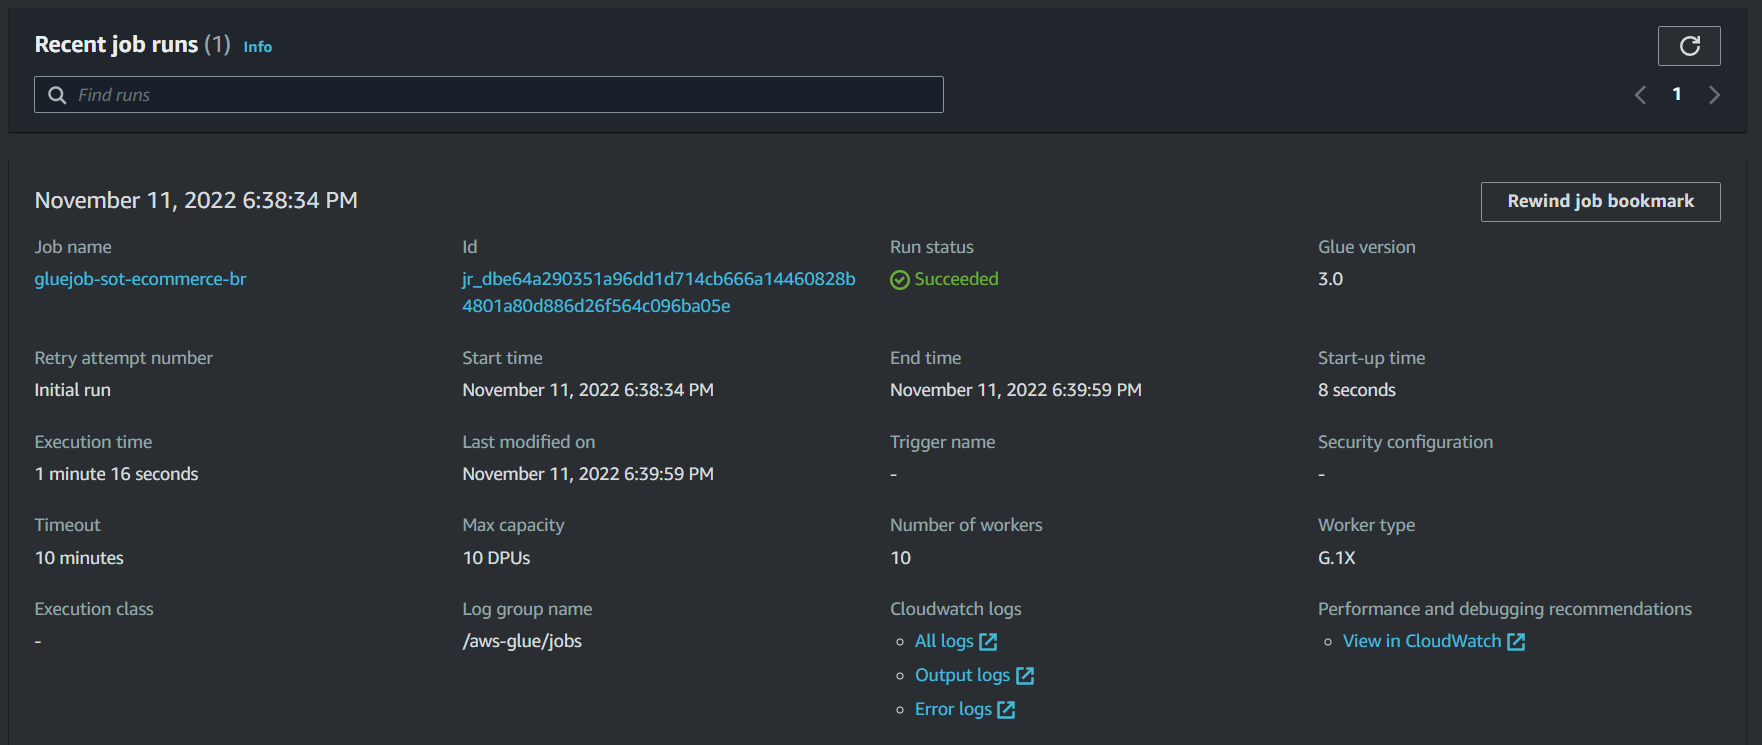 Recent job runs (1) Info
Find runs
1
November 11, 2022 6:38:34 PM
Rewind job bookmark
Job name
Id
Run status
Glue version
gluejob-sot-ecommerce-br
jr_dbe64a290351a96dd1d714cb666a14460828b
4801a80d886d26f564c096ba05e
Succeeded
3.0
Retry attempt number
Start time
End time
Start-up time
Initial run
November 11, 2022 6:38:34 PM
November 11, 2022 6:39:59 PM
8 seconds
Execution time
Last modified on
Trigger name
Security configuration
1 minute 16 seconds
November 11, 2022 6:39:59 PM
-
-
Timeout
Max capacity
Number of workers
Worker type
10 minutes
10 DPUs
10
G.1X
Execution class
Log group name
Cloudwatch logs
Performance and debugging recommendations
-
/aws-glue/jobs
All logs
View in CloudWatch
Output logs
Error logs